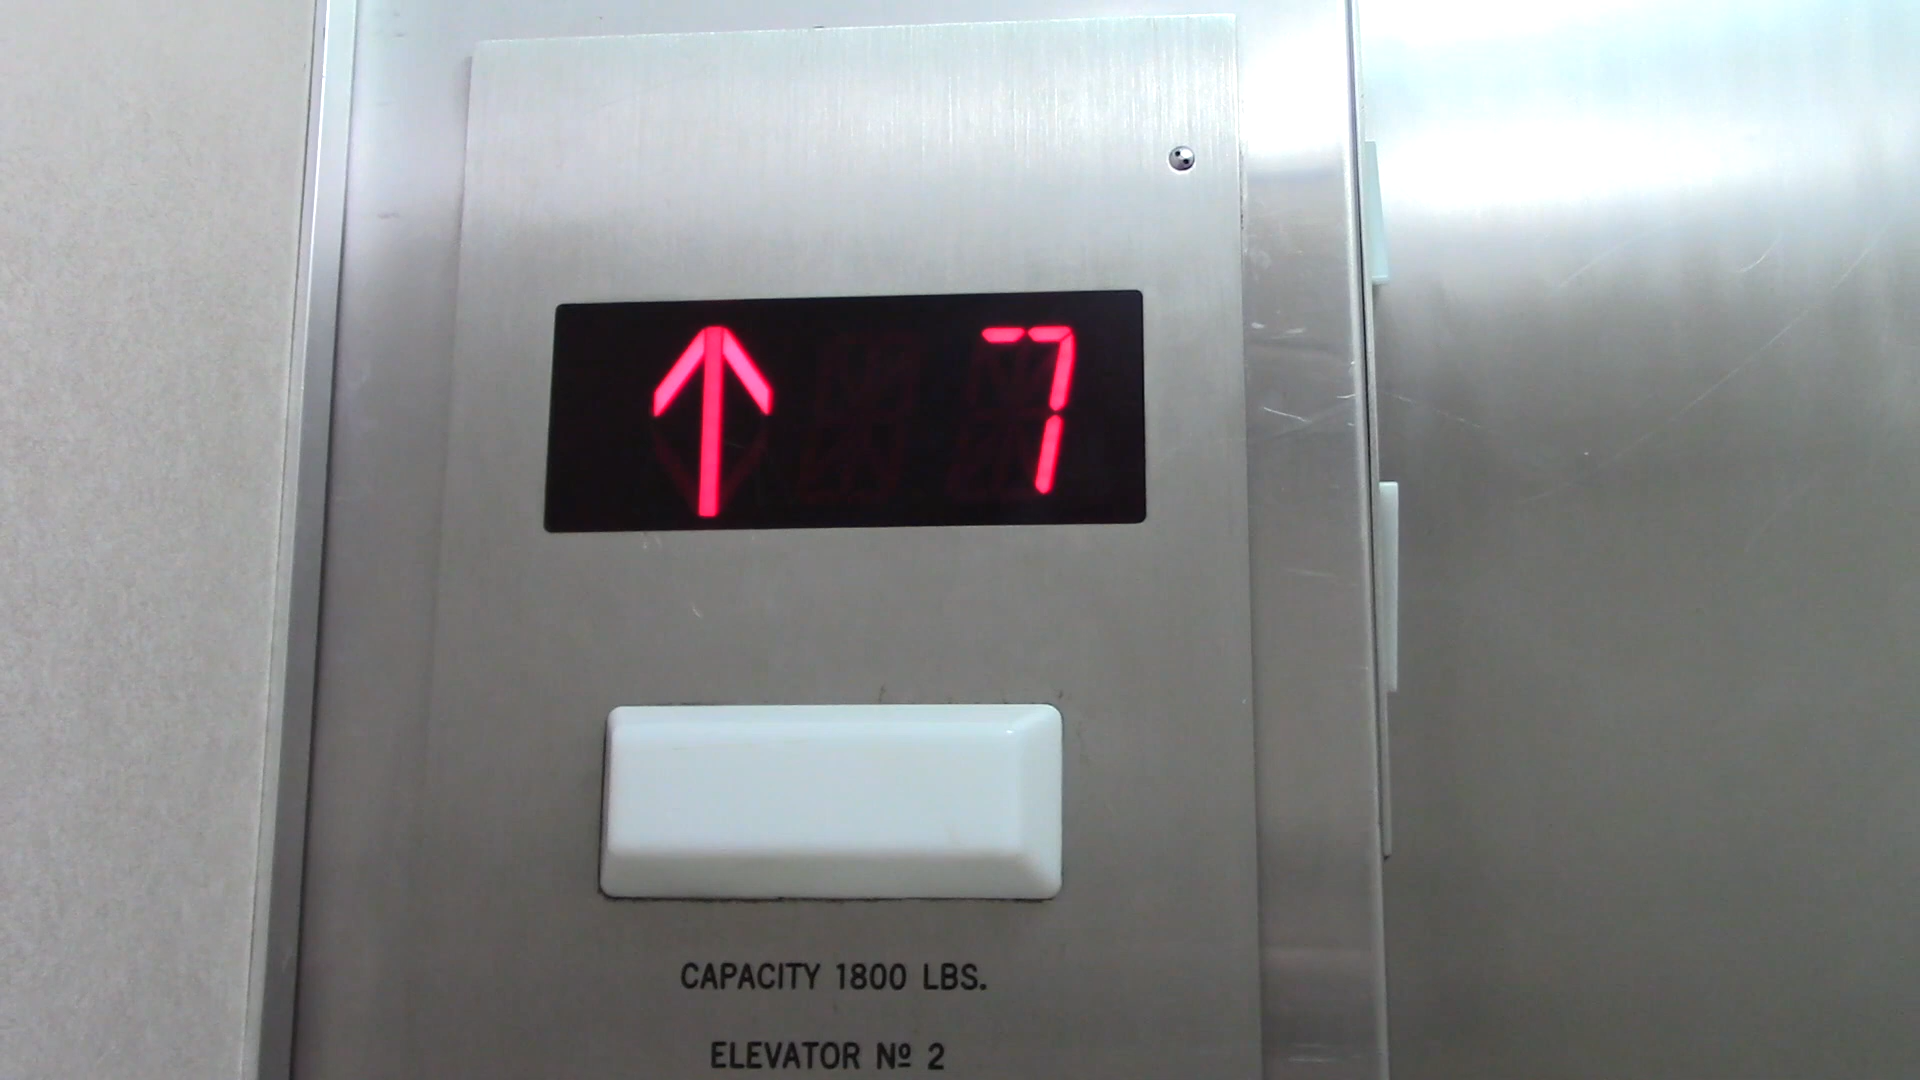 ↑ 7
CAPACITY 1800 LBS.
ELEVATOR Nº 2